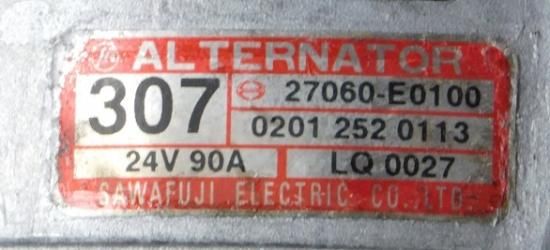 ALTERNATOR
307
27060-E0100
0201 252 0113
24V 90A
LQ 0027
SAWAFUJI ELECTRIC CO.,LTD.